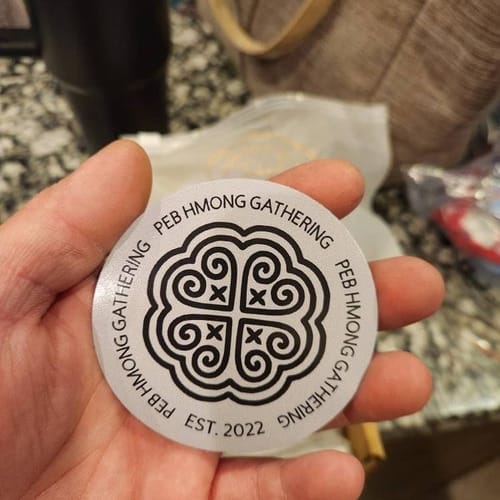 PEB HMONG GATHERING
PEB HMONG GATHERING
PEB HMONG GATHERING
EST. 2022